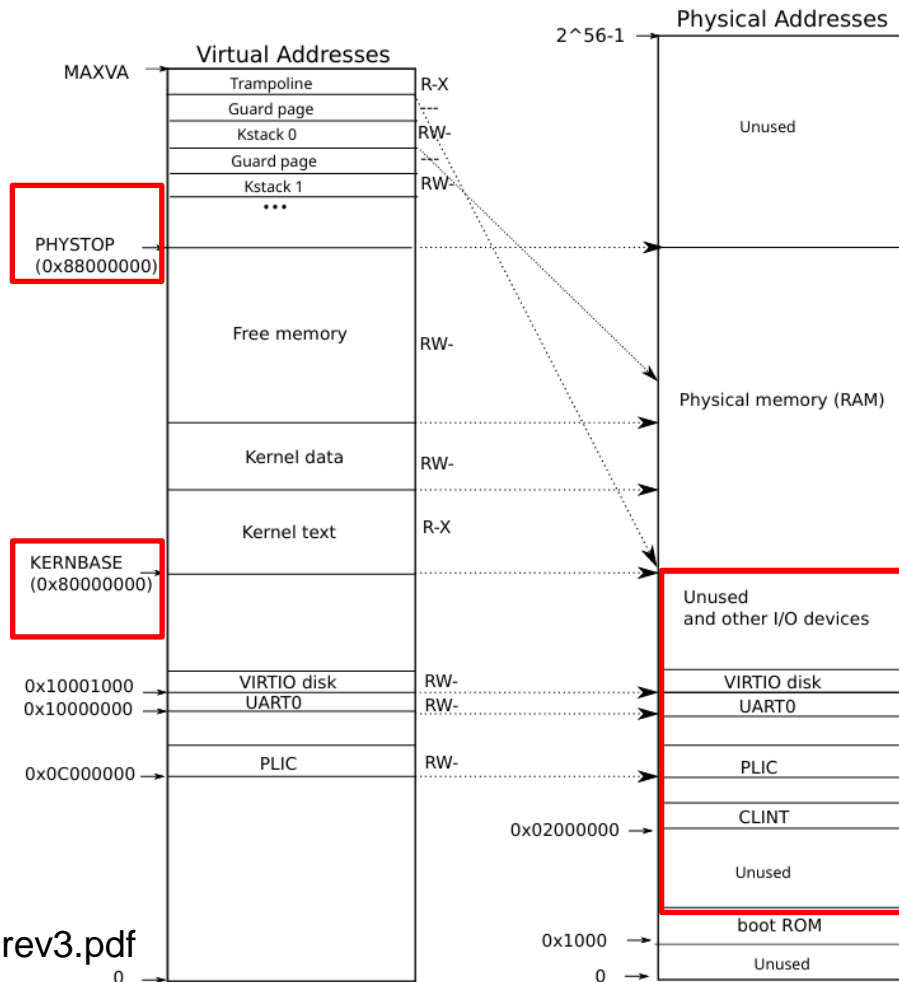 Physical Addresses
2^56-1
Virtual Addresses
MAXVA
Trampoline
R-X
Guard page
---
Unused
Kstack 0
RW-
Guard page
---
Kstack 1
RW-
...
PHYSTOP
(0x88000000)
Free memory
RW-
Physical memory (RAM)
Kernel data
RW-
Kernel text
R-X
KERNBASE
(0x80000000)
Unused
and other I/O devices
0x10001000
VIRTIO disk
RW-
VIRTIO disk
0x10000000
UART0
RW-
UART0
0x0C000000
PLIC
RW-
PLIC
CLINT
0x02000000
Unused
boot ROM
rev3.pdf
0x1000
Unused
0
0